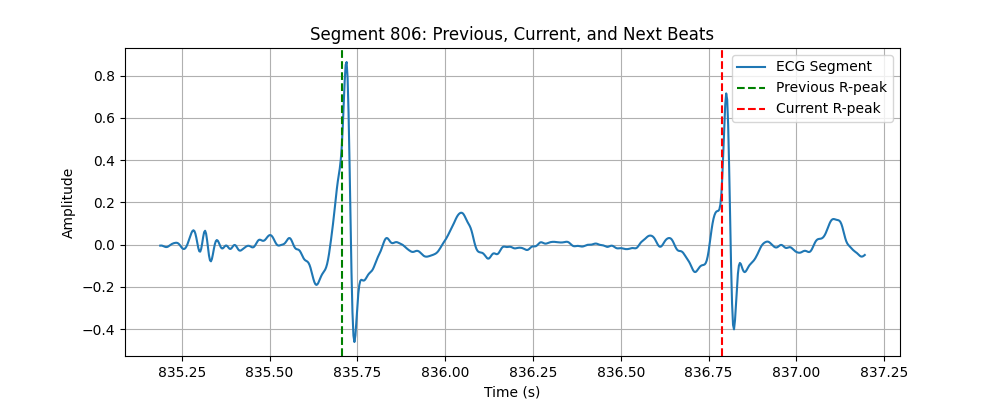 Segment 806: Previous, Current, and Next Beats
ECG Segment
Previous R-peak
Current R-peak
Amplitude
0.8
0.6
0.4
0.2
0.0
−0.2
−0.4
835.25 835.50 835.75 836.00 836.25 836.50 836.75 837.00 837.25
Time (s)